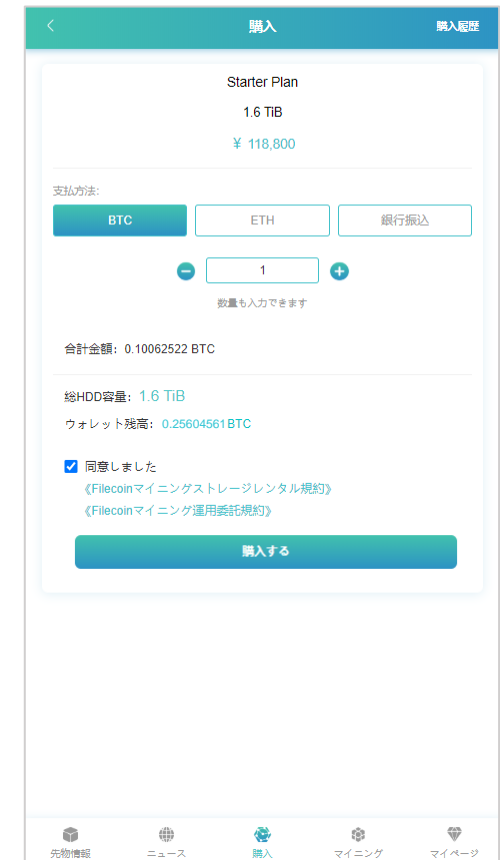 購入 購入履歴
Starter Plan
1.6 TiB
¥ 118,800
支払方法:
BTC ETH 銀行振込
1
数量も入力できます
合計金額: 0.10062522 BTC
総HDD容量: 1.6 TiB
ウォレット残高: 0.25604561 BTC
同意しました
《Filecoinマイニングストレージレンタル規約》
《Filecoinマイニング運用委託規約》
購入する
先物情報 ニュース 購入 マイニング マイページ